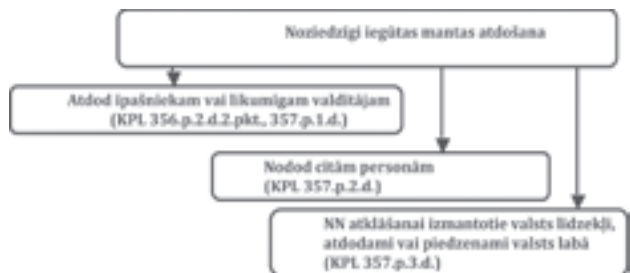 Noziedzīgi iegūtas mantas atdošana
Atdod īpašniekam vai likumīgam valdītājam
(KPL 356.p.2.d.2.pkt., 357.p.1.d.)
Nodod citām personām
(KPL 357.p.2.d.)
NN atklāšanai izmantotie valsts līdzekļi,
atdodami vai piedzenami valsts labā
(KPL 357.p.3.d.)